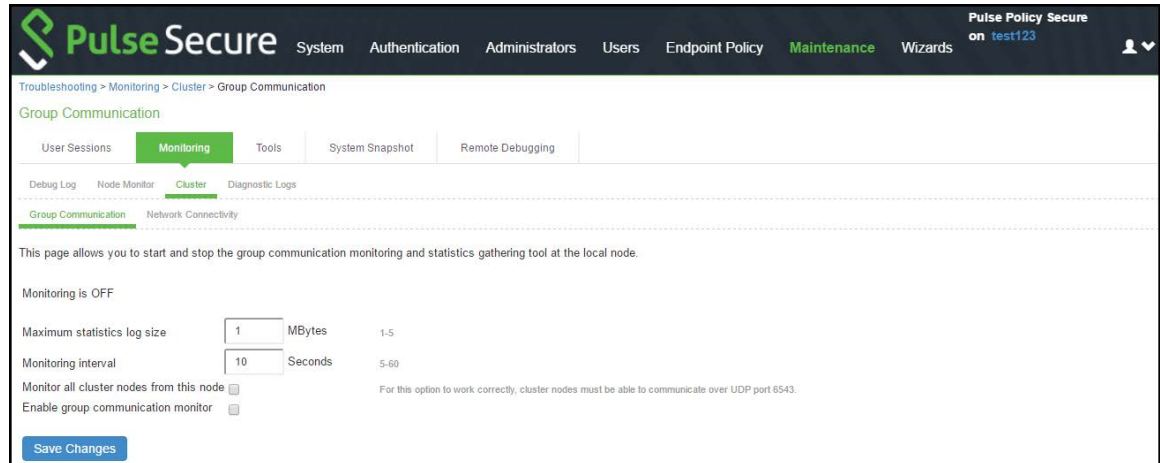 Pulse Secure
System Authentication Administrators Users Endpoint Policy Maintenance Wizards
Pulse Policy Secure
on test123
Troubleshooting > Monitoring > Cluster > Group Communication
Group Communication
User Sessions Monitoring Tools System Snapshot Remote Debugging
Debug Log Node Monitor Cluster Diagnostic Logs
Group Communication Network Connectivity
This page allows you to start and stop the group communication monitoring and statistics gathering tool at the local node.
Monitoring is OFF
Maximum statistics log size 1 MBytes 1-5
Monitoring interval 10 Seconds 5-60
Monitor all cluster nodes from this node For this option to work correctly, cluster nodes must be able to communicate over UDP port 6543.
Enable group communication monitor
Save Changes